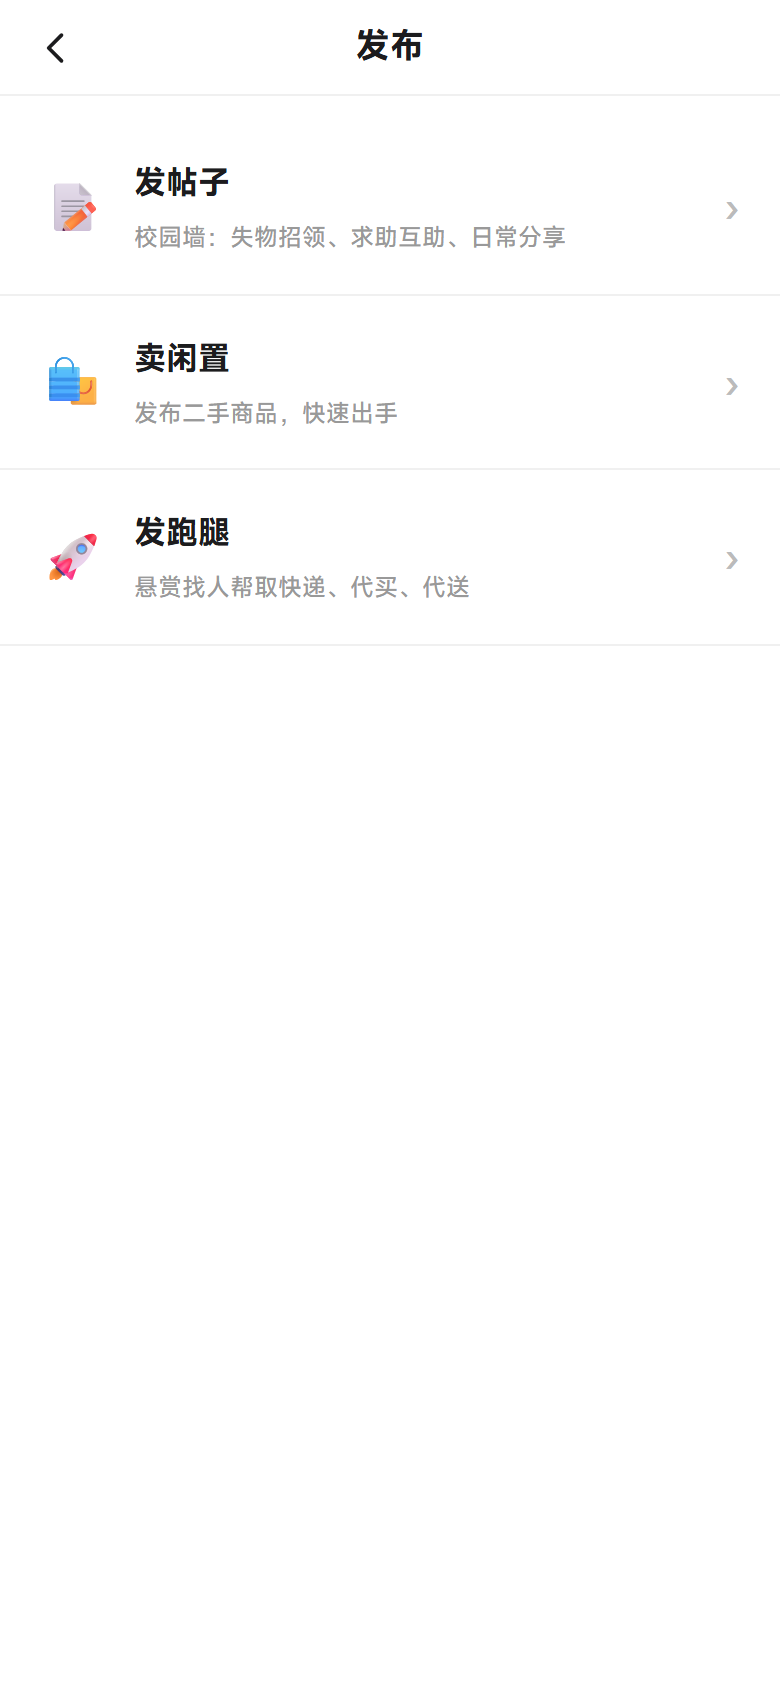 发布
发帖子
校园墙：失物招领、求助互助、日常分享
卖闲置
发布二手商品，快速出手
发跑腿
悬赏找人帮取快递、代买、代送